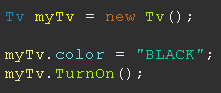 Tv myTv = new Tv();
myTv.color = "BLACK";
myTv.TurnOn();